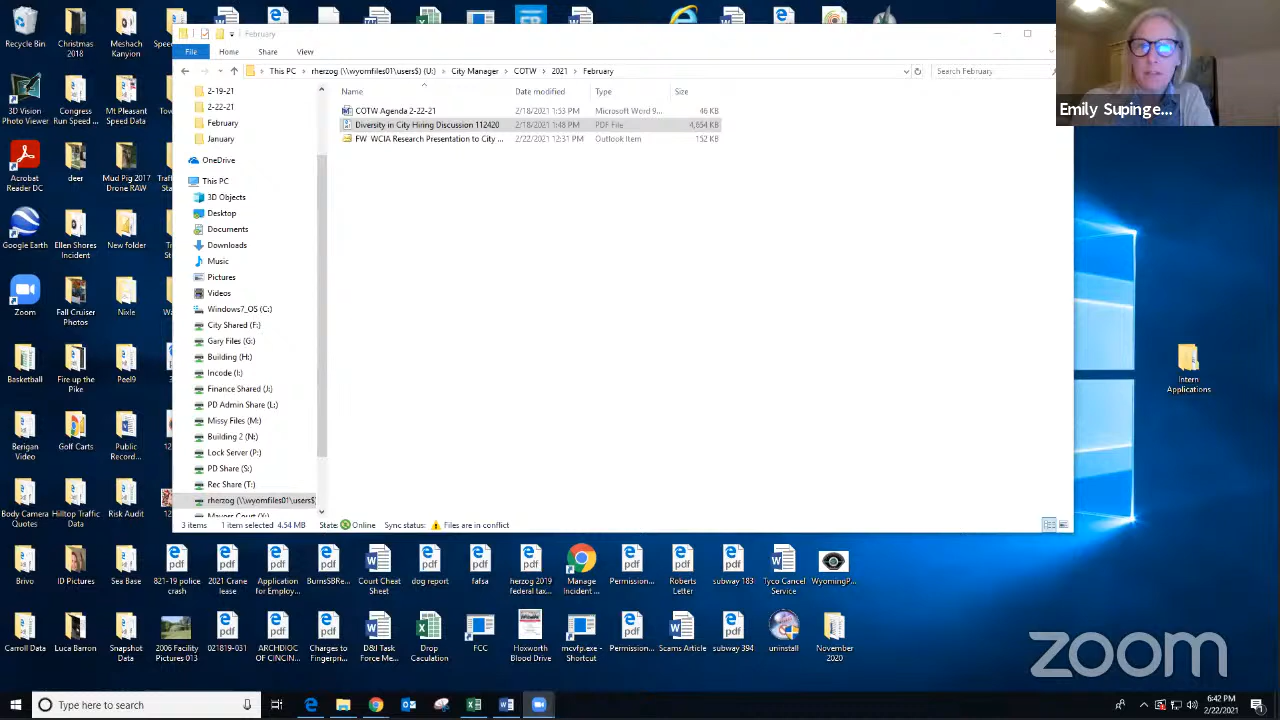 February
File
Home
Share
View
This PC
rherzog (\\wyomfiles01\users$) (U:)
City Manager
COTW
2021
February
Search February
Name
Date modified
Type
Size
COTW Agenda 2-22-21
2/18/2021 1:53 PM
Microsoft Word 9...
46 KB
Diversity in City Hiring Discussion 112420
2/18/2021 1:48 PM
PDF File
4,654 KB
FW WCIA Research Presentation to City ...
2/22/2021 12:31 PM
Outlook Item
152 KB
2-19-21
2-22-21
February
January
OneDrive
This PC
3D Objects
Desktop
Documents
Downloads
Music
Pictures
Videos
Windows7_OS (C:)
City Shared (F:)
Gary Files (G:)
Building (H:)
Incode (I:)
Finance Shared (J:)
PD Admin Share (L:)
Missy Files (M:)
Building 2 (N:)
Lock Server (P:)
PD Share (S:)
Rec Share (T:)
rherzog (\\wyomfiles01\users$)
3 items
1 item selected 4.54 MB
State:
Online
Sync status:
Files are in conflict
Emily Supinge...
Recycle Bin
Christmas
2018
Meshach
Kanyion
3D Vision
Photo Viewer
Congress
Run Speed ...
Mt Pleasant
Speed Data
Acrobat
Reader DC
deer
Mud Pig 2017
Drone RAW
Google Earth
Ellen Shores
Incident
New folder
Zoom
Fall Cruiser
Photos
Nixle
Basketball
Fire up the
Pike
Peel9
Berigan
Video
Golf Carts
Public
Record...
Body Camera
Quotes
Hilltop Traffic
Data
Risk Audit
Intern
Applications
Brivo
ID Pictures
Sea Base
821-19 police
crash
2021 Crane
lease
Application
for Employ...
BurnsSBRe...
Court Cheat
Sheet
dog report
fafsa
herzog 2019
federal tax...
Manage
Incident ...
Permission...
Roberts
Letter
subway 183
Tyco Cancel
Service
WyomingP...
Carroll Data
Luca Barron
Snapshot
Data
2006 Facility
Pictures 013
021819-031
ARCHDIOC
OF CINCIN...
Charges to
Fingerpri...
D&I Task
Force Me...
Drop
Caculation
FCC
Hoxworth
Blood Drive
mcvfp.exe -
Shortcut
Permission...
Scams Article
subway 394
uninstall
November
2020
zoom
Type here to search
6:42 PM
2/22/2021